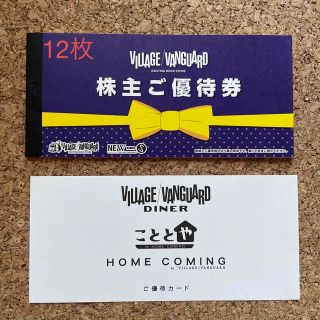 12枚
VILLAGE/VANGUARD
EXCITING BOOK STORE
株主ご優待券
VILLAGE/VANGUARD
DINER
こととや
HOME COMING
by VILLAGE/VANGUARD
ご優待カード